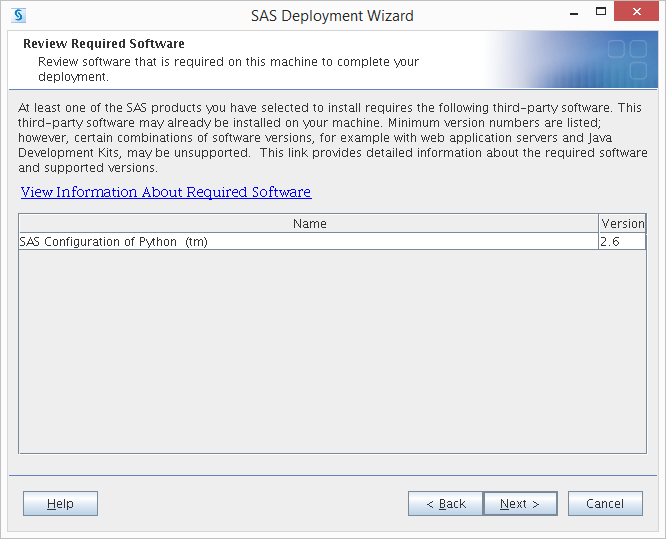 SAS Deployment Wizard
Review Required Software
Review software that is required on this machine to complete your
deployment.
At least one of the SAS products you have selected to install requires the following third-party software. This
third-party software may already be installed on your machine. Minimum version numbers are listed;
however, certain combinations of software versions, for example with web application servers and Java
Development Kits, may be unsupported.  This link provides detailed information about the required software
and supported versions.
View Information About Required Software
Name Version
SAS Configuration of Python  (tm) 2.6
Help < Back Next > Cancel